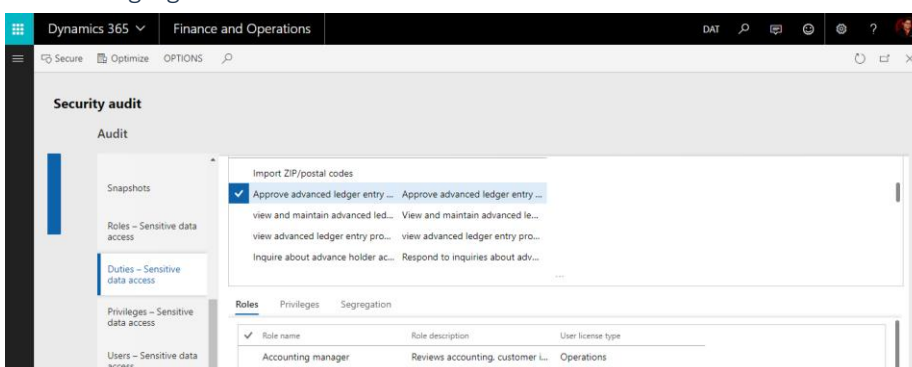 Dynamics 365 Finance and Operations DAT ?
Secure Optimize OPTIONS
Security audit
Audit
Snapshots
Roles – Sensitive data
access
Duties – Sensitive
data access
Privileges – Sensitive
data access
Users – Sensitive data
access
Import ZIP/postal codes
Approve advanced ledger entry ... Approve advanced ledger entry ...
view and maintain advanced led... View and maintain advanced le...
view advanced ledger entry pro... view advanced ledger entry pro...
Inquire about advance holder ac... Respond to inquiries about adv...
Roles Privileges Segregation
Role name Role description User license type
Accounting manager Reviews accounting, customer i... Operations